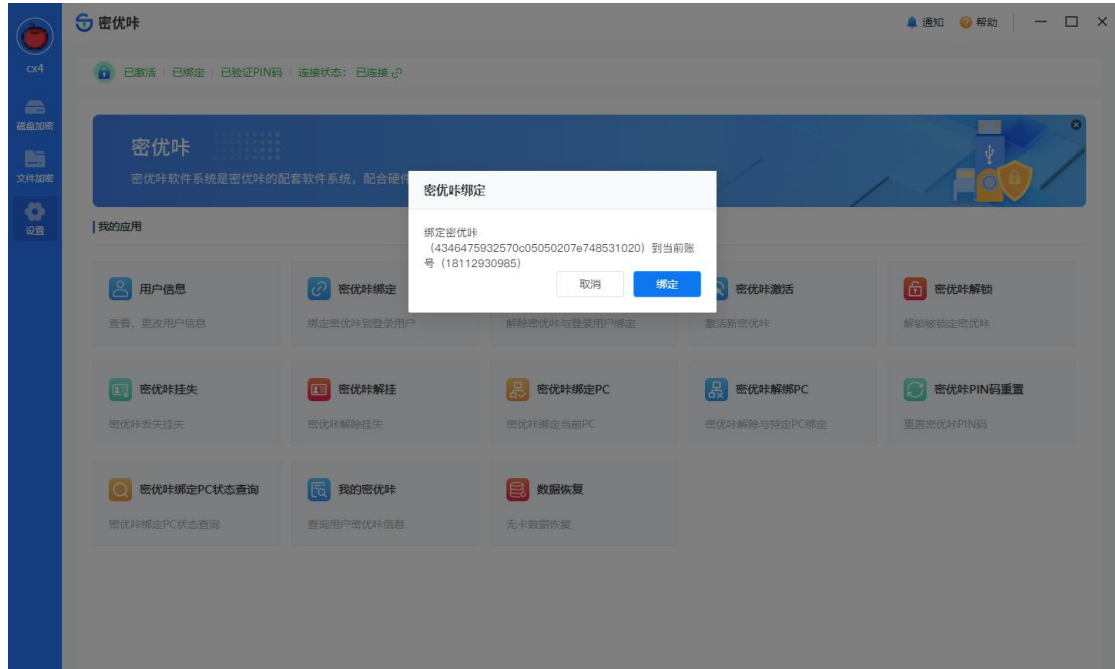 密优咔
通知
帮助
cx4
已激活
已绑定
已验证PIN码
连接状态: 已连接
磁盘加密
文件加密
设置
密优咔
密优咔软件系统是密优咔的配套软件系统，配合硬件
密优咔绑定
绑定密优咔
（4346475932570c05050207e748531020）到当前账
号（18112930985）
取消
绑定
我的应用
用户信息
查看，更改用户信息
密优咔绑定
绑定密优咔到登录用户
解除密优咔与登录用户绑定
密优咔激活
激活新密优咔
密优咔解锁
解锁被锁定密优咔
密优咔挂失
密优咔丢失挂失
密优咔解挂
密优咔解除挂失
密优咔绑定PC
密优咔绑定当前PC
密优咔解绑PC
密优咔解除与特定PC绑定
密优咔PIN码重置
重置密优咔PIN码
密优咔绑定PC状态查询
密优咔绑定PC状态查询
我的密优咔
查询用户密优咔信息
数据恢复
无卡数据恢复